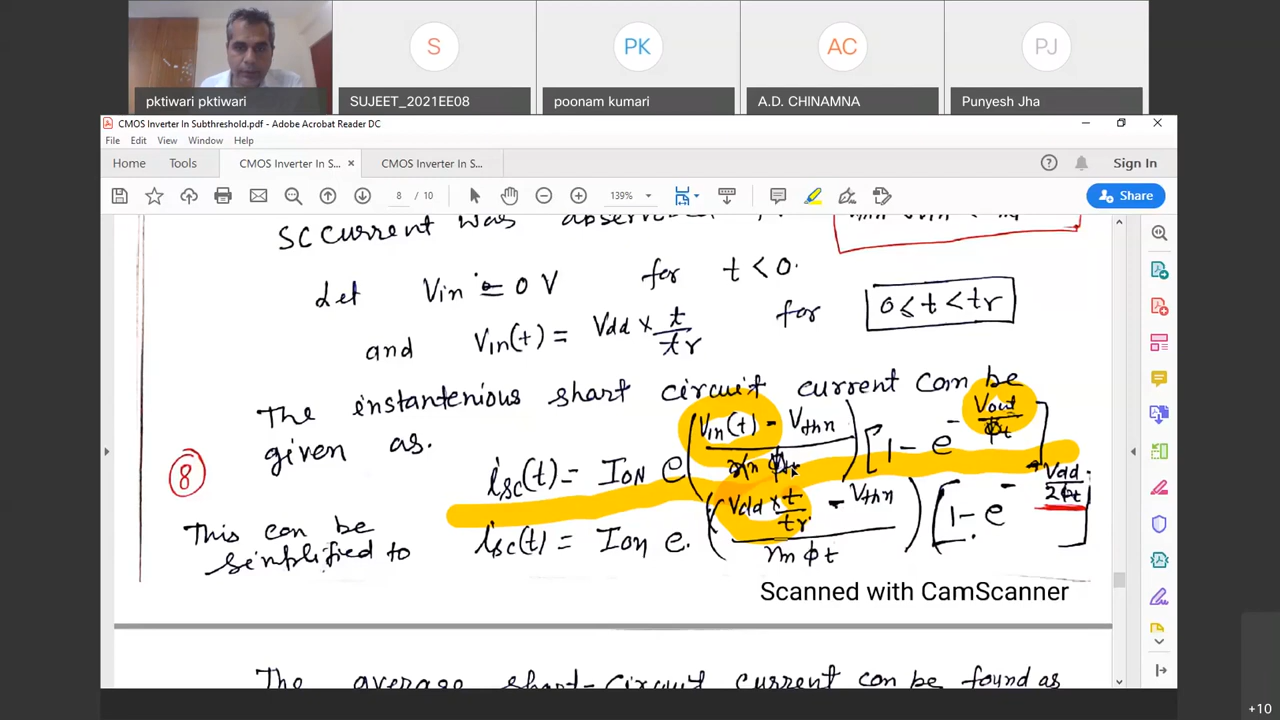 S
PK
AC
PJ
pktiwari pktiwari
SUJEET_2021EE08
poonam kumari
A.D. CHINAMNA
Punyesh Jha
CMOS Inverter In Subthreshold.pdf - Adobe Acrobat Reader DC
File Edit View Window Help
Home Tools CMOS Inverter In S... × CMOS Inverter In S...
Sign In
8 / 10
139%
Share
SC current was observed
Let Vin = 0 V for t < 0.
and Vin(t) = Vdd × t/tr for 0 ≤ t < tr
The instantenious short circuit current can be
given as.
8
isc(t) = ION e^((Vin(t) - Vthn)/(mn ϕt)) [1 - e^(-Vout/ϕt)]
This can be
simplified to
isc(t) = ION e^((Vdd × t/tr - Vthn)/(mn ϕt)) [1 - e^(-Vdd/2ϕt)]
Scanned with CamScanner
The average short-circuit current can be found as
+10